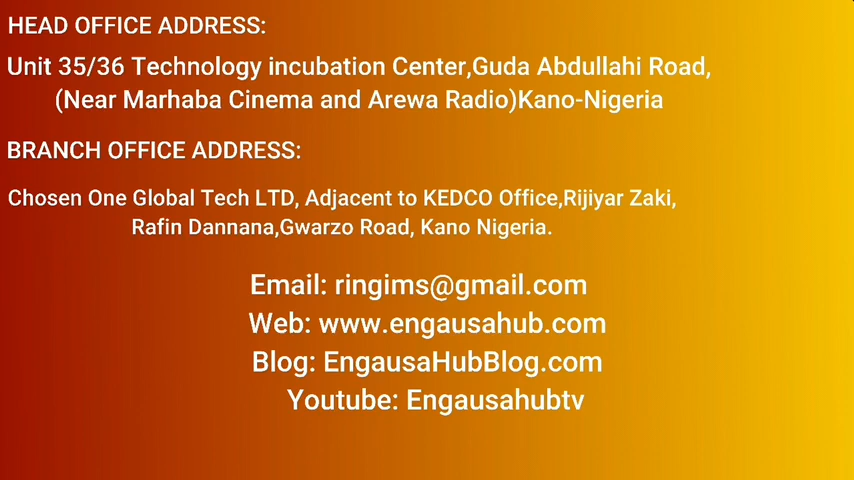 HEAD OFFICE ADDRESS:
Unit 35/36 Technology incubation Center,Guda Abdullahi Road,
(Near Marhaba Cinema and Arewa Radio)Kano-Nigeria
BRANCH OFFICE ADDRESS:
Chosen One Global Tech LTD, Adjacent to KEDCO Office,Rijiyar Zaki,
Rafin Dannana,Gwarzo Road, Kano Nigeria.
Email: ringims@gmail.com
Web: www.engausahub.com
Blog: EngausaHubBlog.com
Youtube: Engausahubtv